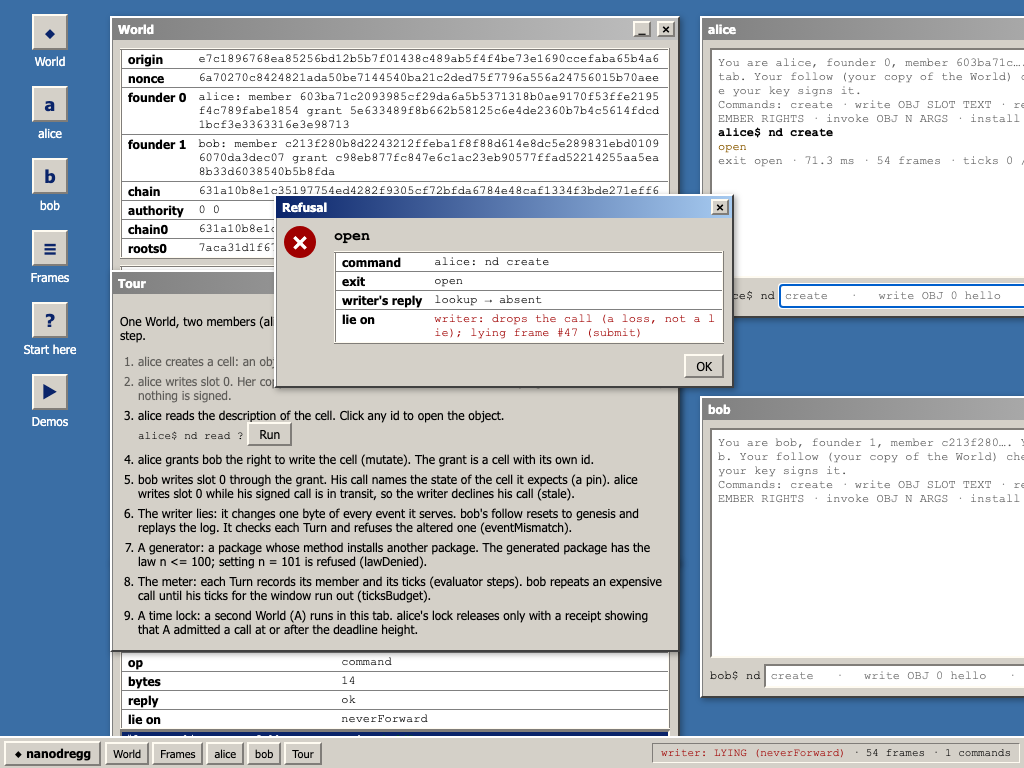 World
alice
bob
Frames
Start here
Demos
World
origin e7c1896768ea85256bd12b5b7f01438c489ab5f4f4be73e1690ccefaba65b4a6
nonce 6a70270c8424821ada50be7144540ba21c2ded75f7796a556a24756015b70aee
founder 0 alice: member 603ba71c2093985cf29da6a5b5371318b0ae9170f53ffe2195
f4c789fabe1854 grant 5e633489f8b662b58125c6e4de2360b7b4c5614fdcd
1bcf3e3363316e3e98713
founder 1 bob: member c213f280b8d2243212ffeba1f8f88d614e8dc5e289831ebd0109
6070da3dec07 grant c98eb877fc847e6c1ac23eb90577ffad52214255aa5ea
8b33d6038540b5b8fda
chain 631a10b8e1c35197754ed4282f9305cf72bfda6784e48caf1334f3bde271eff6
authority 0 0
chain0
roots0
Refusal
open
command alice: nd create
exit open
writer's reply lookup → absent
lie on writer: drops the call (a loss, not a l
ie); lying frame #47 (submit)
OK
Tour
One World, two members (
step.
1. alice creates a cell: an
2. alice writes slot 0. Her
nothing is signed.
3. alice reads the description of the cell. Click any id to open the object.
alice$ nd read ? Run
4. alice grants bob the right to write the cell (mutate). The grant is a cell with its own id.
5. bob writes slot 0 through the grant. His call names the state of the cell it expects (a pin). alice
writes slot 0 while his signed call is in transit, so the writer declines his call (stale).
6. The writer lies: it changes one byte of every event it serves. bob's follow resets to genesis and
replays the log. It checks each Turn and refuses the altered one (eventMismatch).
7. A generator: a package whose method installs another package. The generated package has the
law n <= 100; setting n = 101 is refused (lawDenied).
8. The meter: each Turn records its member and its ticks (evaluator steps). bob repeats an expensive
call until his ticks for the window run out (ticksBudget).
9. A time lock: a second World (A) runs in this tab. alice's lock releases only with a receipt showing
that A admitted a call at or after the deadline height.
op command
bytes 14
reply ok
lie on neverForward
alice
You are alice, founder 0, member 603ba71c…
tab. Your follow (your copy of the World)
e your key signs it.
Commands: create · write OBJ SLOT TEXT ·
EMBER RIGHTS · invoke OBJ N ARGS · install
alice$ nd create
open
exit open · 71.3 ms · 54 frames · ticks 0 /
ce$ nd create · write OBJ 0 hello
bob
You are bob, founder 1, member c213f280….
b. Your follow (your copy of the World)
your key signs it.
Commands: create · write OBJ SLOT TEXT ·
EMBER RIGHTS · invoke OBJ N ARGS · install
bob$ nd create · write OBJ 0 hello ·
nanodregg World Frames alice bob Tour
writer: LYING (neverForward) · 54 frames · 1 commands